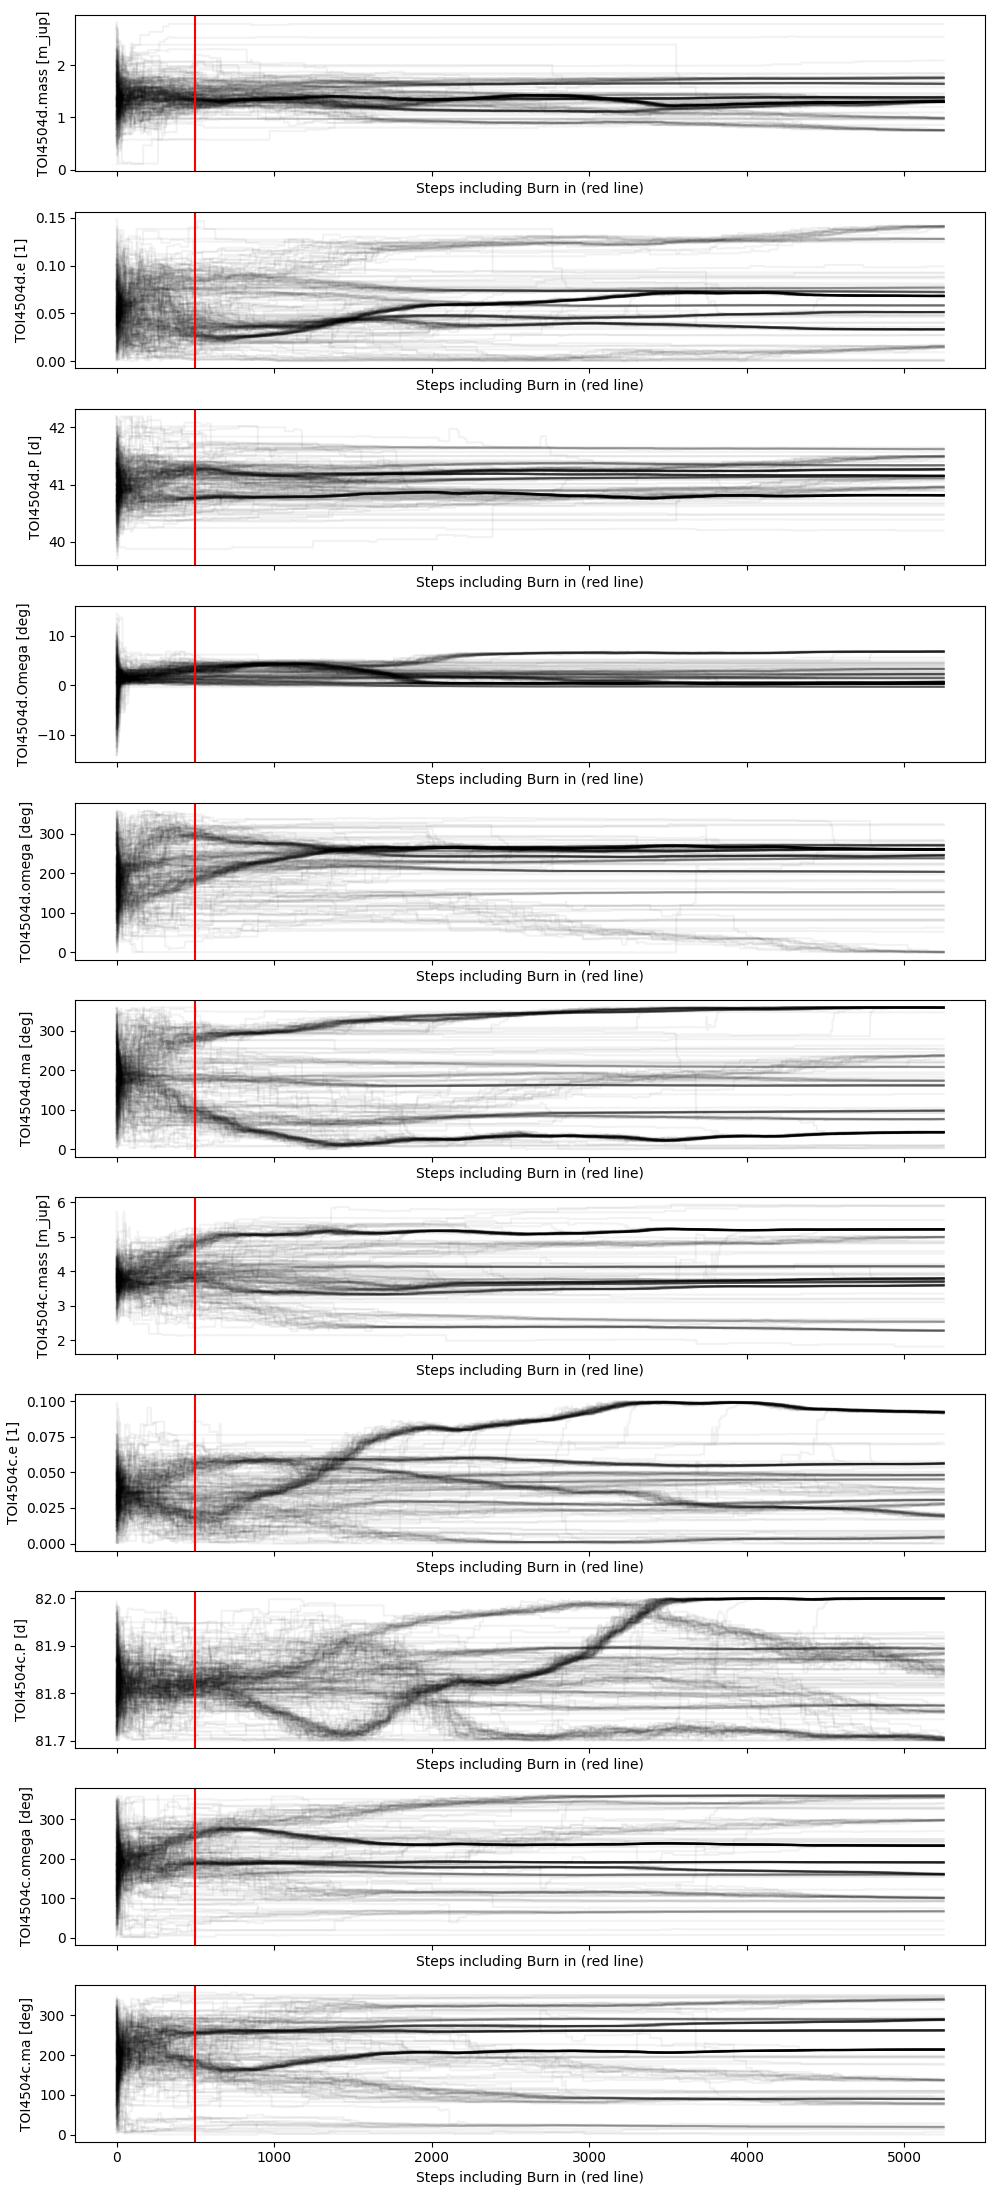 TOI4504d.mass [m_jup]
2
1
0
Steps including Burn in (red line)
TOI4504d.e [1]
0.15
0.10
0.05
0.00
Steps including Burn in (red line)
TOI4504d.P [d]
42
41
40
Steps including Burn in (red line)
TOI4504d.Omega [deg]
10
0
−10
Steps including Burn in (red line)
TOI4504d.omega [deg]
300
200
100
0
Steps including Burn in (red line)
TOI4504d.ma [deg]
300
200
100
0
Steps including Burn in (red line)
TOI4504c.mass [m_jup]
6
5
4
3
2
Steps including Burn in (red line)
TOI4504c.e [1]
0.100
0.075
0.050
0.025
0.000
Steps including Burn in (red line)
TOI4504c.P [d]
82.0
81.9
81.8
81.7
Steps including Burn in (red line)
TOI4504c.omega [deg]
300
200
100
0
Steps including Burn in (red line)
TOI4504c.ma [deg]
300
200
100
0
0 1000 2000 3000 4000 5000
Steps including Burn in (red line)